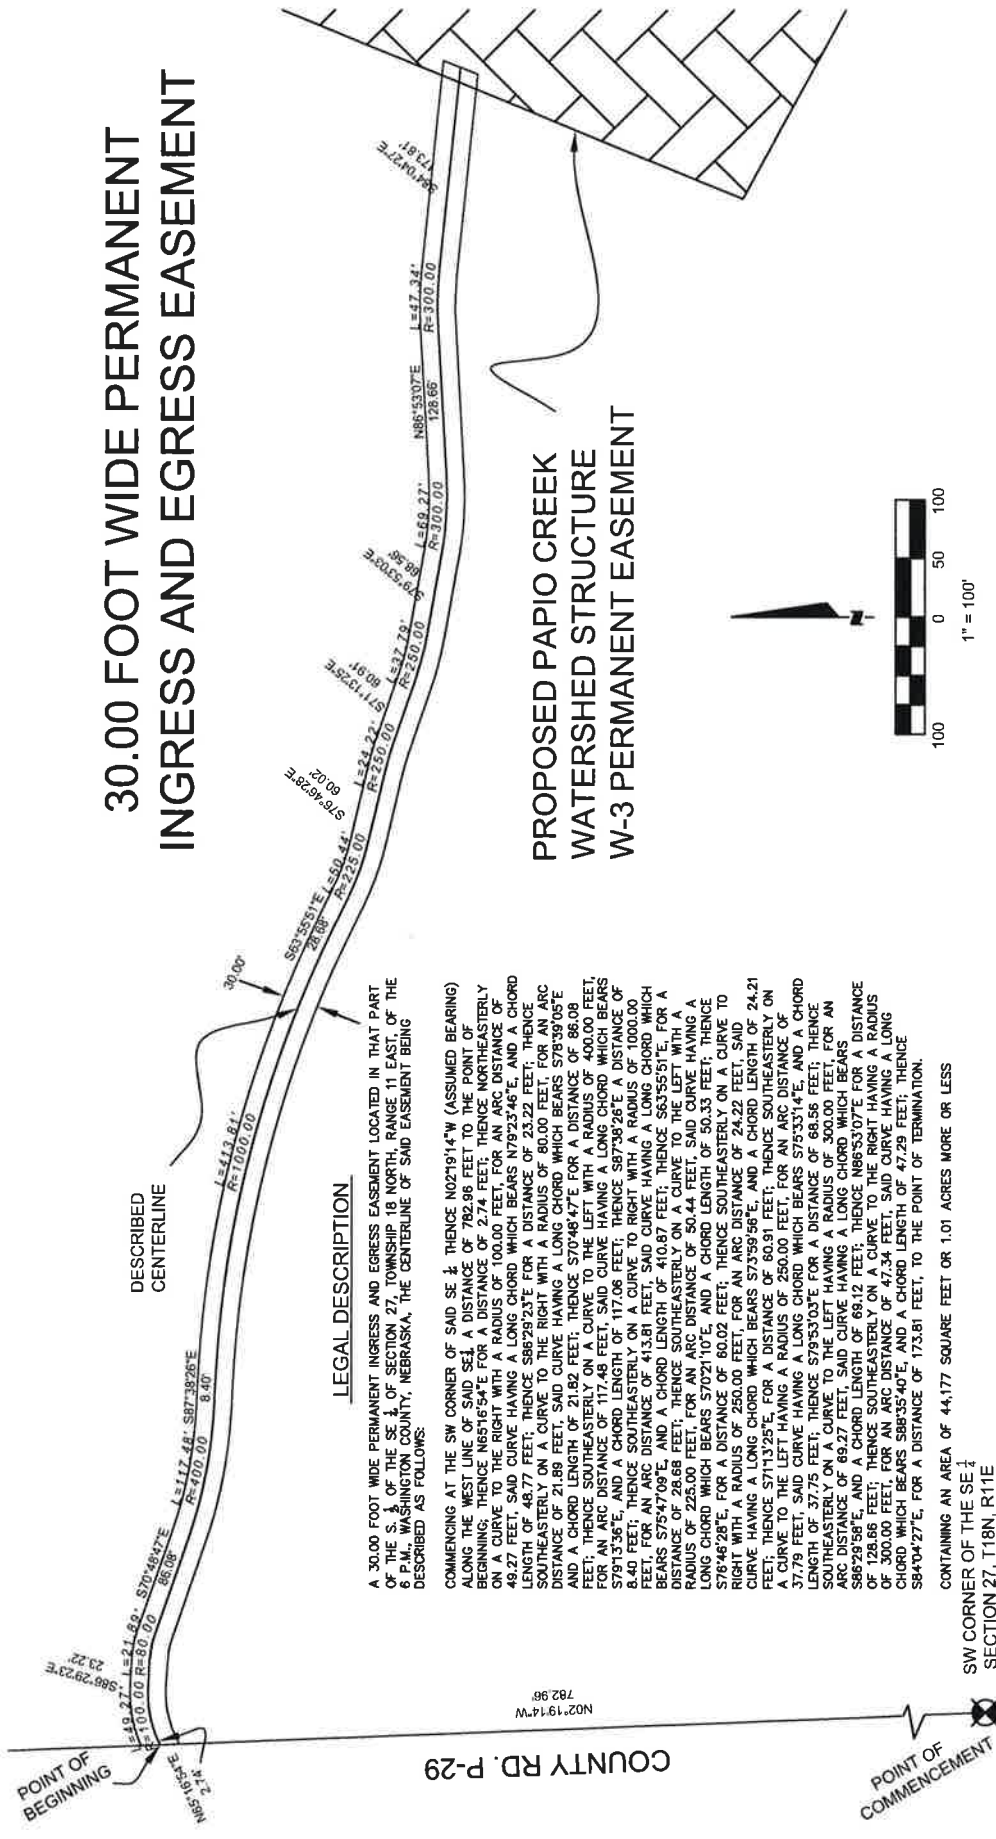 30.00 FOOT WIDE PERMANENT
INGRESS AND EGRESS EASEMENT
POINT OF
BEGINNING
N65°16'54"E
2.74'
L=49.27'
R=100.00
S86°29'23"E
23.22'
L=21.89'
R=80.00
S70°48'47"E
86.08'
L=117.48'
R=400.00
S87°38'26"E
8.40'
L=413.81'
R=1000.00
DESCRIBED
CENTERLINE
30.00'
S63°55'51"E
28.68'
L=50.44'
R=225.00
S76°46'28"E
60.02'
L=24.22'
R=250.00
S71°13'25"E
60.91'
L=37.79'
R=250.00
S79°53'03"E
68.56'
L=69.27'
R=300.00
N86°53'07"E
128.66'
L=47.34'
R=300.00
S84°04'27"E
173.81'
PROPOSED PAPIO CREEK
WATERSHED STRUCTURE
W-3 PERMANENT EASEMENT
N
100 0 50 100
1" = 100'
LEGAL DESCRIPTION
A 30.00 FOOT WIDE PERMANENT INGRESS AND EGRESS EASEMENT LOCATED IN THAT PART
OF THE S. ½ OF THE SE ¼ OF SECTION 27, TOWNSHIP 18 NORTH, RANGE 11 EAST, OF THE
6 P.M., WASHINGTON COUNTY, NEBRASKA, THE CENTERLINE OF SAID EASEMENT BEING
DESCRIBED AS FOLLOWS:
COMMENCING AT THE SW CORNER OF SAID SE ¼ THENCE N02°19'14"W (ASSUMED BEARING)
ALONG THE WEST LINE OF SAID SE¼ A DISTANCE OF 782.96 FEET TO THE POINT OF
BEGINNING; THENCE N65°16'54"E FOR A DISTANCE OF 2.74 FEET; THENCE NORTHEASTERLY
ON A CURVE TO THE RIGHT WITH A RADIUS OF 100.00 FEET, FOR AN ARC DISTANCE OF
49.27 FEET, SAID CURVE HAVING A LONG CHORD WHICH BEARS N79°23'46"E, AND A CHORD
LENGTH OF 48.77 FEET; THENCE S86°29'23"E FOR A DISTANCE OF 23.22 FEET; THENCE
SOUTHEASTERLY ON A CURVE TO THE RIGHT WITH A RADIUS OF 80.00 FEET, FOR AN ARC
DISTANCE OF 21.89 FEET, SAID CURVE HAVING A LONG CHORD WHICH BEARS S78°39'05"E
AND A CHORD LENGTH OF 21.82 FEET; THENCE S70°48'47"E FOR A DISTANCE OF 86.08
FEET; THENCE SOUTHEASTERLY ON A CURVE TO THE LEFT WITH A RADIUS OF 400.00 FEET,
FOR AN ARC DISTANCE OF 117.48 FEET, SAID CURVE HAVING A LONG CHORD WHICH BEARS
S79°13'36"E, AND A CHORD LENGTH OF 117.06 FEET; THENCE S87°38'26"E A DISTANCE OF
8.40 FEET; THENCE SOUTHEASTERLY ON A CURVE TO RIGHT WITH A RADIUS OF 1000.00
FEET, FOR AN ARC DISTANCE OF 413.81 FEET, SAID CURVE HAVING A LONG CHORD WHICH
BEARS S75°47'09"E, AND A CHORD LENGTH OF 410.87 FEET; THENCE S63°55'51"E, FOR A
DISTANCE OF 28.68 FEET; THENCE SOUTHEASTERLY ON A CURVE TO THE LEFT WITH A
RADIUS OF 225.00 FEET, FOR AN ARC DISTANCE OF 50.44 FEET, SAID CURVE HAVING A
LONG CHORD WHICH BEARS S70°21'10"E, AND A CHORD LENGTH OF 50.33 FEET; THENCE
S76°46'28"E, FOR A DISTANCE OF 60.02 FEET; THENCE SOUTHEASTERLY ON A CURVE TO
RIGHT WITH A RADIUS OF 250.00 FEET, FOR AN ARC DISTANCE OF 24.22 FEET, SAID
CURVE HAVING A LONG CHORD WHICH BEARS S73°59'56"E, AND A CHORD LENGTH OF 24.21
FEET; THENCE S71°13'25"E, FOR A DISTANCE OF 60.91 FEET; THENCE SOUTHEASTERLY ON
A CURVE TO THE LEFT HAVING A RADIUS OF 250.00 FEET, FOR AN ARC DISTANCE OF
37.79 FEET, SAID CURVE HAVING A LONG CHORD WHICH BEARS S75°33'14"E, AND A CHORD
LENGTH OF 37.75 FEET; THENCE S79°53'03"E FOR A DISTANCE OF 68.56 FEET; THENCE
SOUTHEASTERLY ON A CURVE TO THE LEFT HAVING A RADIUS OF 300.00 FEET, FOR AN
ARC DISTANCE OF 69.27 FEET, SAID CURVE HAVING A LONG CHORD WHICH BEARS
S86°29'58"E, AND A CHORD LENGTH OF 69.12 FEET; THENCE N86°53'07"E FOR A DISTANCE
OF 128.66 FEET; THENCE SOUTHEASTERLY ON A CURVE TO THE RIGHT HAVING A RADIUS
OF 300.00 FEET, FOR AN ARC DISTANCE OF 47.34 FEET, SAID CURVE HAVING A LONG
CHORD WHICH BEARS S88°35'40"E, AND A CHORD LENGTH OF 47.29 FEET; THENCE
S84°04'27"E, FOR A DISTANCE OF 173.81 FEET, TO THE POINT OF TERMINATION.
CONTAINING AN AREA OF 44,177 SQUARE FEET OR 1.01 ACRES MORE OR LESS
N02°19'14"W
782.96'
COUNTY RD. P-29
POINT OF
COMMENCEMENT
SW CORNER OF THE SE ¼
SECTION 27, T18N, R11E